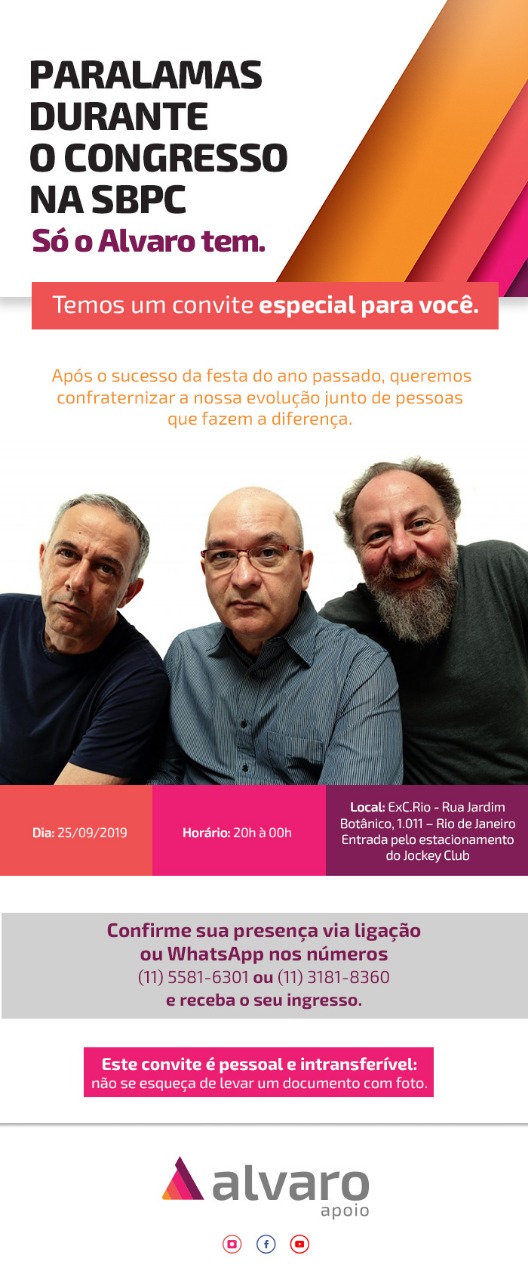 PARALAMAS
DURANTE
O CONGRESSO
NA SBPC
Só o Alvaro tem.
Temos um convite especial para você.
Após o sucesso da festa do ano passado, queremos
confraternizar a nossa evolução junto de pessoas
que fazem a diferença.
Dia: 25/09/2019
Horário: 20h à 00h
Local: ExC.Rio - Rua Jardim
Botânico, 1.011 – Rio de Janeiro
Entrada pelo estacionamento
do Jockey Club
Confirme sua presença via ligação
ou WhatsApp nos números
(11) 5581-6301 ou (11) 3181-8360
e receba o seu ingresso.
Este convite é pessoal e intransferível:
não se esqueça de levar um documento com foto.
alvaro
apoio